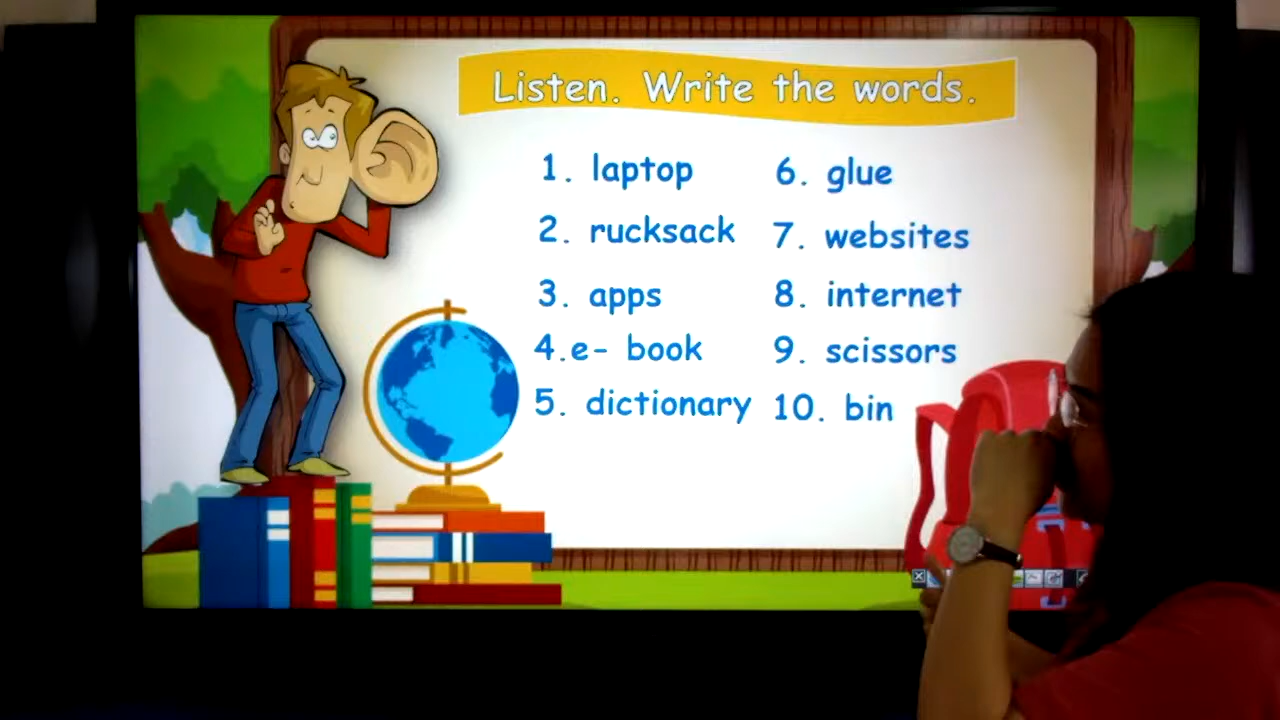 Listen. Write the words.
1. laptop
2. rucksack
3. apps
4.e- book
5. dictionary
6. glue
7. websites
8. internet
9. scissors
10. bin